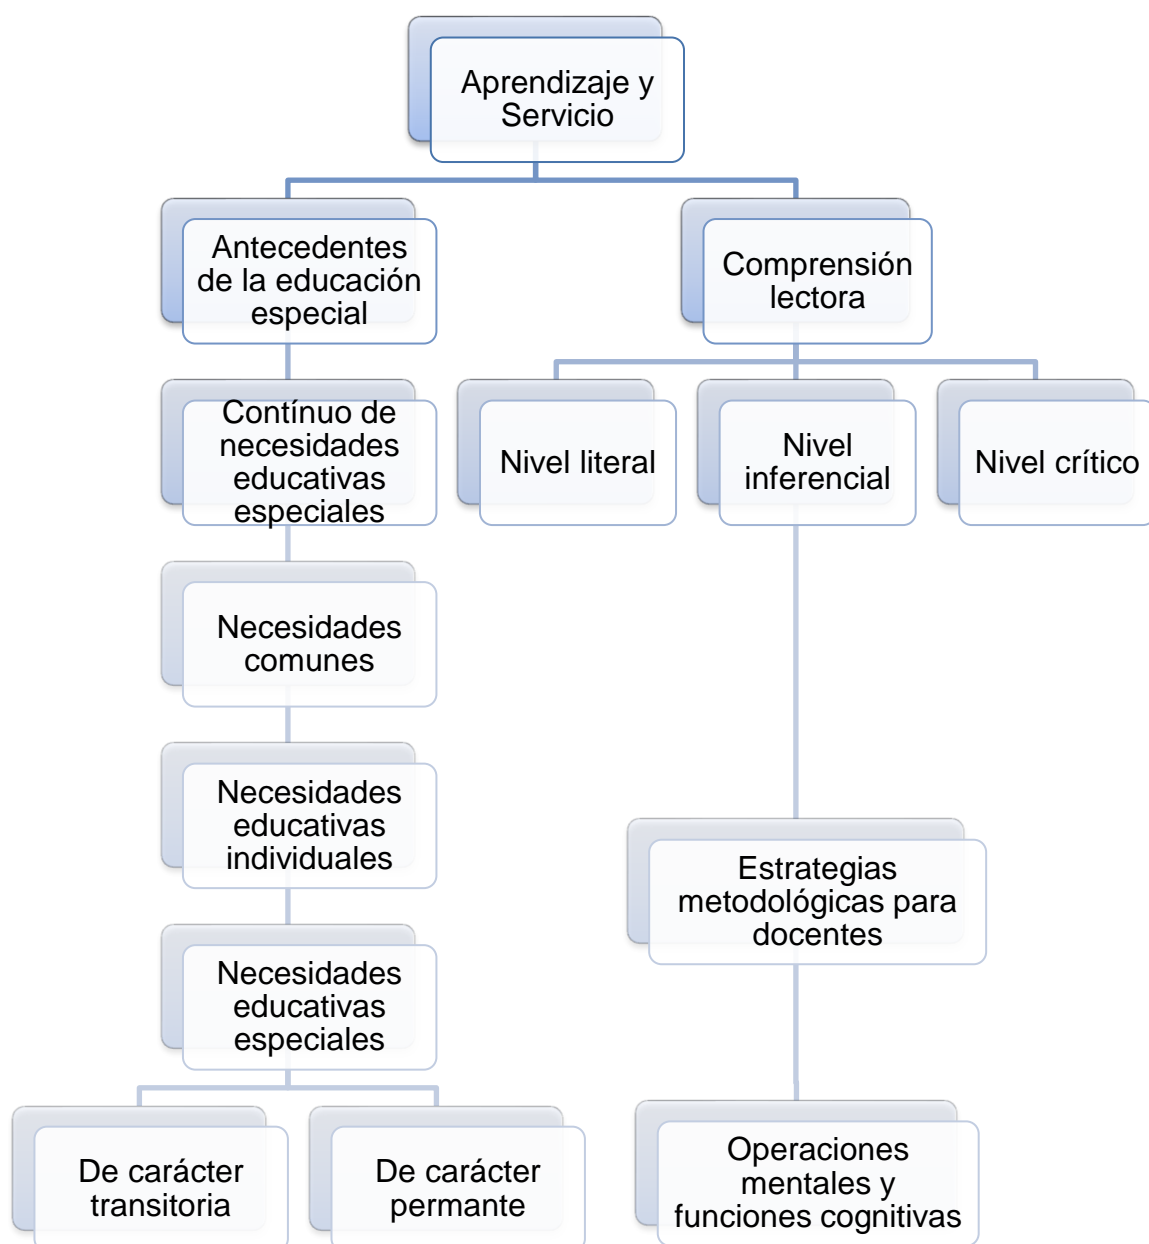 Aprendizaje y
Servicio
Antecedentes
de la educación
especial
Comprensión
lectora
Contínuo de
necesidades
educativas
especiales
Nivel literal
Nivel
inferencial
Nivel crítico
Necesidades
comunes
Necesidades
educativas
individuales
Estrategias
metodológicas para
docentes
Necesidades
educativas
especiales
De carácter
transitoria
De carácter
permante
Operaciones
mentales y
funciones cognitivas